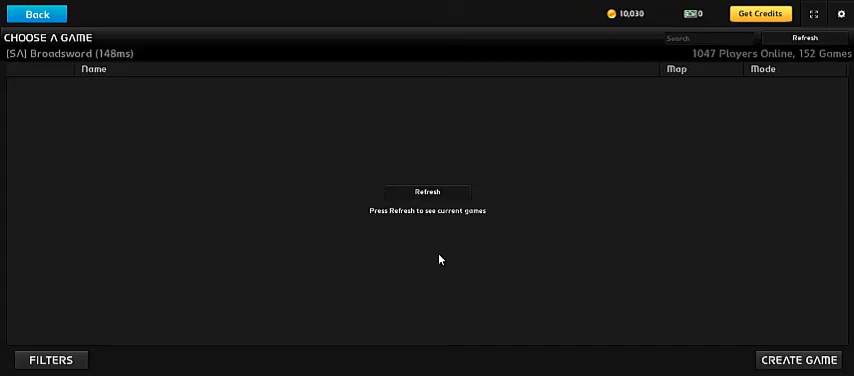 Back
10,030
0
Get Credits
CHOOSE A GAME
Search
Refresh
[SA] Broadsword (148ms)
1047 Players Online, 152 Games
Name
Map
Mode
Refresh
Press Refresh to see current games
FILTERS
CREATE GAME